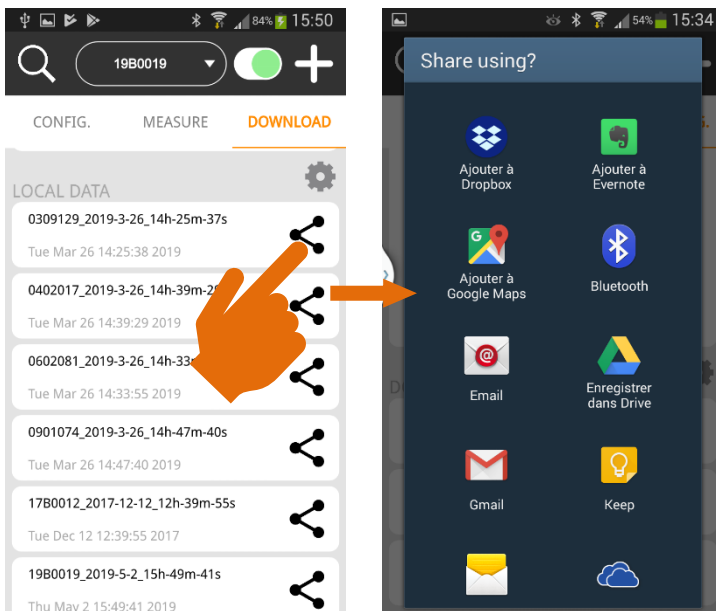 84% 15:50
19B0019
CONFIG. MEASURE DOWNLOAD
LOCAL DATA
0309129_2019-3-26_14h-25m-37s
Tue Mar 26 14:25:38 2019
0402017_2019-3-26_14h-39m-
Tue Mar 26 14:39:29 2019
0602081_2019-3-26_14h-33
Tue Mar 26 14:33:55 2019
0901074_2019-3-26_14h-47m-40s
Tue Mar 26 14:47:40 2019
17B0012_2017-12-12_12h-39m-55s
Tue Dec 12 12:39:55 2017
19B0019_2019-5-2_15h-49m-41s
Thu May 2 15:49:41 2019
54% 15:34
Share using?
Ajouter à
Dropbox
Ajouter à
Evernote
Ajouter à
Google Maps
Bluetooth
Email
Enregistrer
dans Drive
Gmail
Keep